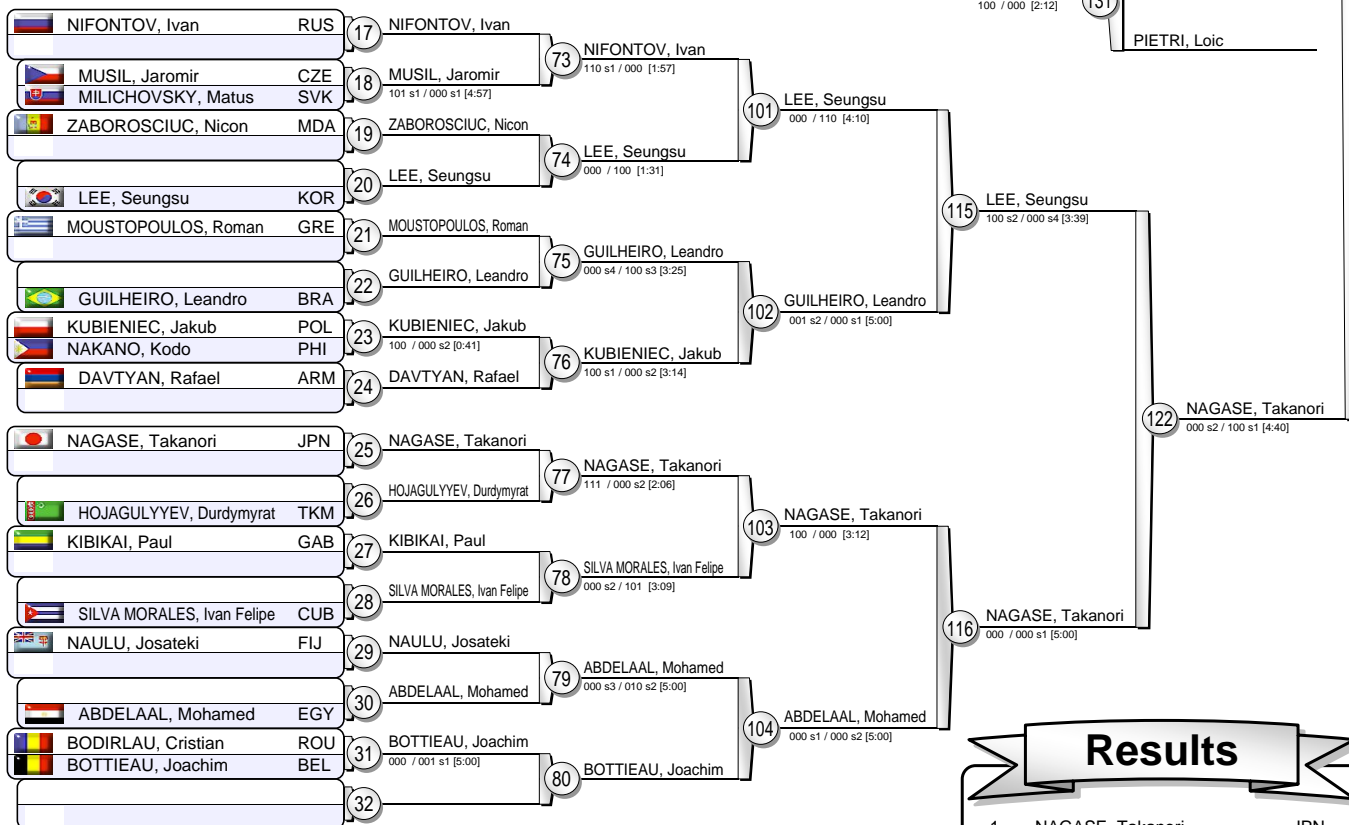 100 / 000 [2:12]
131
PIETRI, Loic
NIFONTOV, Ivan RUS
17
NIFONTOV, Ivan
73
NIFONTOV, Ivan
110 s1 / 000 [1:57]
MUSIL, Jaromir CZE
MILICHOVSKY, Matus SVK
18
MUSIL, Jaromir
101 s1 / 000 s1 [4:57]
101
LEE, Seungsu
000 / 110 [4:10]
ZABOROSCIUC, Nicon MDA
19
ZABOROSCIUC, Nicon
74
LEE, Seungsu
000 / 100 [1:31]
LEE, Seungsu KOR
20
LEE, Seungsu
115
LEE, Seungsu
100 s2 / 000 s4 [3:39]
MOUSTOPOULOS, Roman GRE
21
MOUSTOPOULOS, Roman
75
GUILHEIRO, Leandro
000 s4 / 100 s3 [3:25]
GUILHEIRO, Leandro BRA
22
GUILHEIRO, Leandro
102
GUILHEIRO, Leandro
001 s2 / 000 s1 [5:00]
KUBIENIEC, Jakub POL
NAKANO, Kodo PHI
23
KUBIENIEC, Jakub
100 / 000 s2 [0:41]
76
KUBIENIEC, Jakub
100 s1 / 000 s2 [3:14]
DAVTYAN, Rafael ARM
24
DAVTYAN, Rafael
122
NAGASE, Takanori
000 s2 / 100 s1 [4:40]
NAGASE, Takanori JPN
25
NAGASE, Takanori
77
NAGASE, Takanori
111 / 000 s2 [2:06]
HOJAGULYYEV, Durdymyrat TKM
26
HOJAGULYYEV, Durdymyrat
103
NAGASE, Takanori
100 / 000 [3:12]
KIBIKAI, Paul GAB
27
KIBIKAI, Paul
78
SILVA MORALES, Ivan Felipe
000 s2 / 101 [3:09]
SILVA MORALES, Ivan Felipe CUB
28
SILVA MORALES, Ivan Felipe
116
NAGASE, Takanori
000 / 000 s1 [5:00]
NAULU, Josateki FIJ
29
NAULU, Josateki
79
ABDELAAL, Mohamed
000 s3 / 010 s2 [5:00]
ABDELAAL, Mohamed EGY
30
ABDELAAL, Mohamed
104
ABDELAAL, Mohamed
000 s1 / 000 s2 [5:00]
BODIRLAU, Cristian ROU
BOTTIEAU, Joachim BEL
31
BOTTIEAU, Joachim
000 / 001 s1 [5:00]
80
BOTTIEAU, Joachim
32
Results
1 NAGASE, Takanori JPN